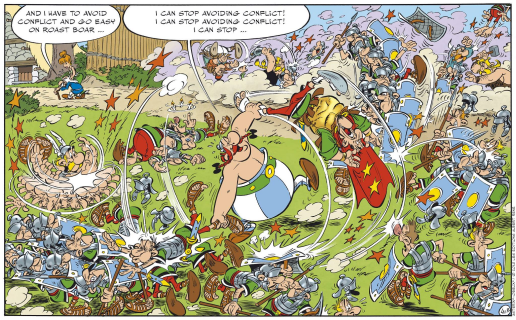 AND I HAVE TO AVOID
CONFLICT AND GO EASY
ON ROAST BOAR ...
I CAN STOP AVOIDING CONFLICT!
I CAN STOP AVOIDING CONFLICT!
I CAN STOP ...